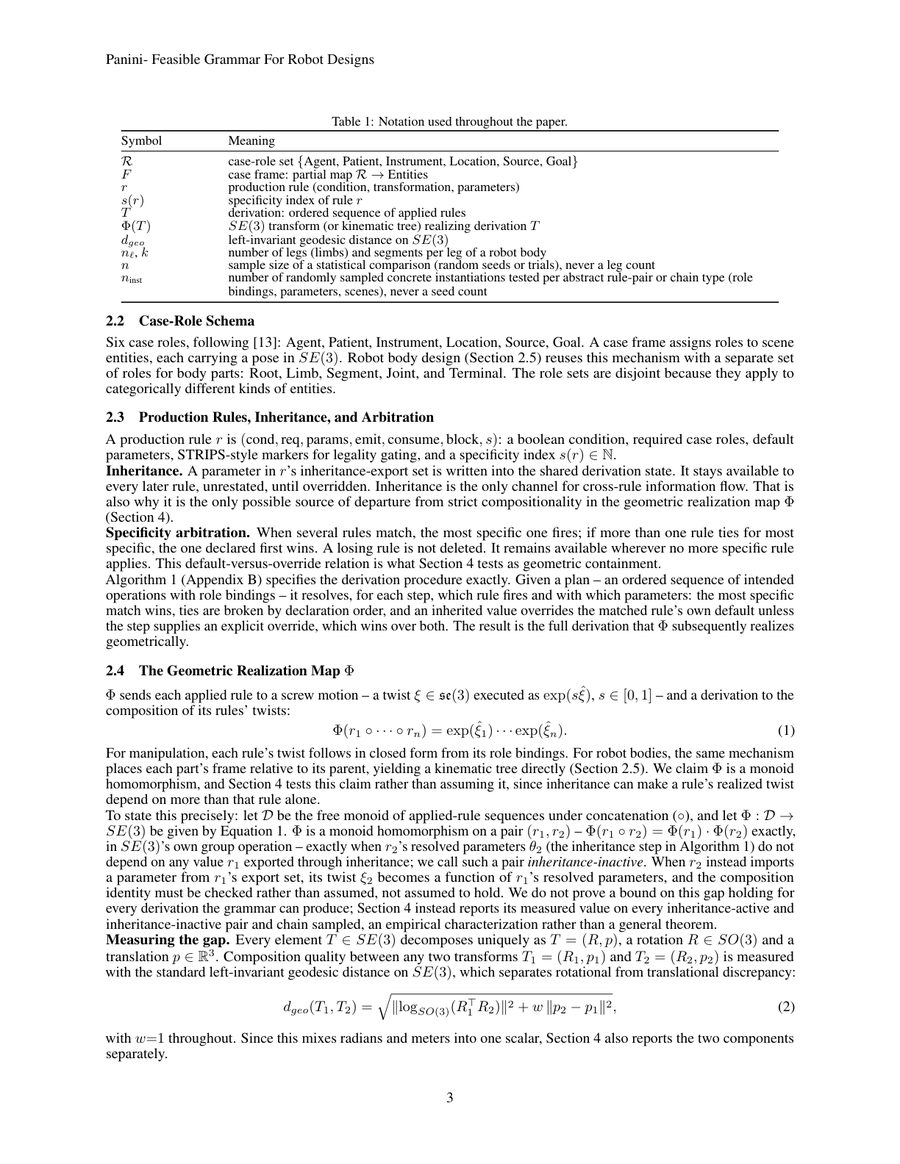 Panini- Feasible Grammar For Robot Designs
Table 1: Notation used throughout the paper.
Symbol Meaning
ℛ case-role set {Agent, Patient, Instrument, Location, Source, Goal}
F case frame: partial map ℛ → Entities
r production rule (condition, transformation, parameters)
s(r) specificity index of rule r
T derivation: ordered sequence of applied rules
Φ(T) SE(3) transform (or kinematic tree) realizing derivation T
d_geo left-invariant geodesic distance on SE(3)
n_ℓ, k number of legs (limbs) and segments per leg of a robot body
n sample size of a statistical comparison (random seeds or trials), never a leg count
n_inst number of randomly sampled concrete instantiations tested per abstract rule-pair or chain type (role
bindings, parameters, scenes), never a seed count
2.2 Case-Role Schema
Six case roles, following [13]: Agent, Patient, Instrument, Location, Source, Goal. A case frame assigns roles to scene
entities, each carrying a pose in SE(3). Robot body design (Section 2.5) reuses this mechanism with a separate set
of roles for body parts: Root, Limb, Segment, Joint, and Terminal. The role sets are disjoint because they apply to
categorically different kinds of entities.
2.3 Production Rules, Inheritance, and Arbitration
A production rule r is (cond, req, params, emit, consume, block, s): a boolean condition, required case roles, default
parameters, STRIPS-style markers for legality gating, and a specificity index s(r) ∈ ℕ.
Inheritance. A parameter in r's inheritance-export set is written into the shared derivation state. It stays available to
every later rule, unrestated, until overridden. Inheritance is the only channel for cross-rule information flow. That is
also why it is the only possible source of departure from strict compositionality in the geometric realization map Φ
(Section 4).
Specificity arbitration. When several rules match, the most specific one fires; if more than one rule ties for most
specific, the one declared first wins. A losing rule is not deleted. It remains available wherever no more specific rule
applies. This default-versus-override relation is what Section 4 tests as geometric containment.
Algorithm 1 (Appendix B) specifies the derivation procedure exactly. Given a plan – an ordered sequence of intended
operations with role bindings – it resolves, for each step, which rule fires and with which parameters: the most specific
match wins, ties are broken by declaration order, and an inherited value overrides the matched rule's own default unless
the step supplies an explicit override, which wins over both. The result is the full derivation that Φ subsequently realizes
geometrically.
2.4 The Geometric Realization Map Φ
Φ sends each applied rule to a screw motion – a twist ξ ∈ 𝔰𝔢(3) executed as exp(sξ̂), s ∈ [0, 1] – and a derivation to the
composition of its rules' twists:
Φ(r₁ ∘ ⋯ ∘ rₙ) = exp(ξ̂₁) ⋯ exp(ξ̂ₙ). (1)
For manipulation, each rule's twist follows in closed form from its role bindings. For robot bodies, the same mechanism
places each part's frame relative to its parent, yielding a kinematic tree directly (Section 2.5). We claim Φ is a monoid
homomorphism, and Section 4 tests this claim rather than assuming it, since inheritance can make a rule's realized twist
depend on more than that rule alone.
To state this precisely: let 𝒟 be the free monoid of applied-rule sequences under concatenation (∘), and let Φ : 𝒟 →
SE(3) be given by Equation 1. Φ is a monoid homomorphism on a pair (r₁, r₂) – Φ(r₁ ∘ r₂) = Φ(r₁) · Φ(r₂) exactly,
in SE(3)'s own group operation – exactly when r₂'s resolved parameters θ₂ (the inheritance step in Algorithm 1) do not
depend on any value r₁ exported through inheritance; we call such a pair inheritance-inactive. When r₂ instead imports
a parameter from r₁'s export set, its twist ξ₂ becomes a function of r₁'s resolved parameters, and the composition
identity must be checked rather than assumed, not assumed to hold. We do not prove a bound on this gap holding for
every derivation the grammar can produce; Section 4 instead reports its measured value on every inheritance-active and
inheritance-inactive pair and chain sampled, an empirical characterization rather than a general theorem.
Measuring the gap. Every element T ∈ SE(3) decomposes uniquely as T = (R, p), a rotation R ∈ SO(3) and a
translation p ∈ ℝ³. Composition quality between any two transforms T₁ = (R₁, p₁) and T₂ = (R₂, p₂) is measured
with the standard left-invariant geodesic distance on SE(3), which separates rotational from translational discrepancy:
d_geo(T₁, T₂) = √(‖log_SO(3)(R₁^⊤ R₂)‖² + w ‖p₂ − p₁‖²), (2)
with w=1 throughout. Since this mixes radians and meters into one scalar, Section 4 also reports the two components
separately.
3